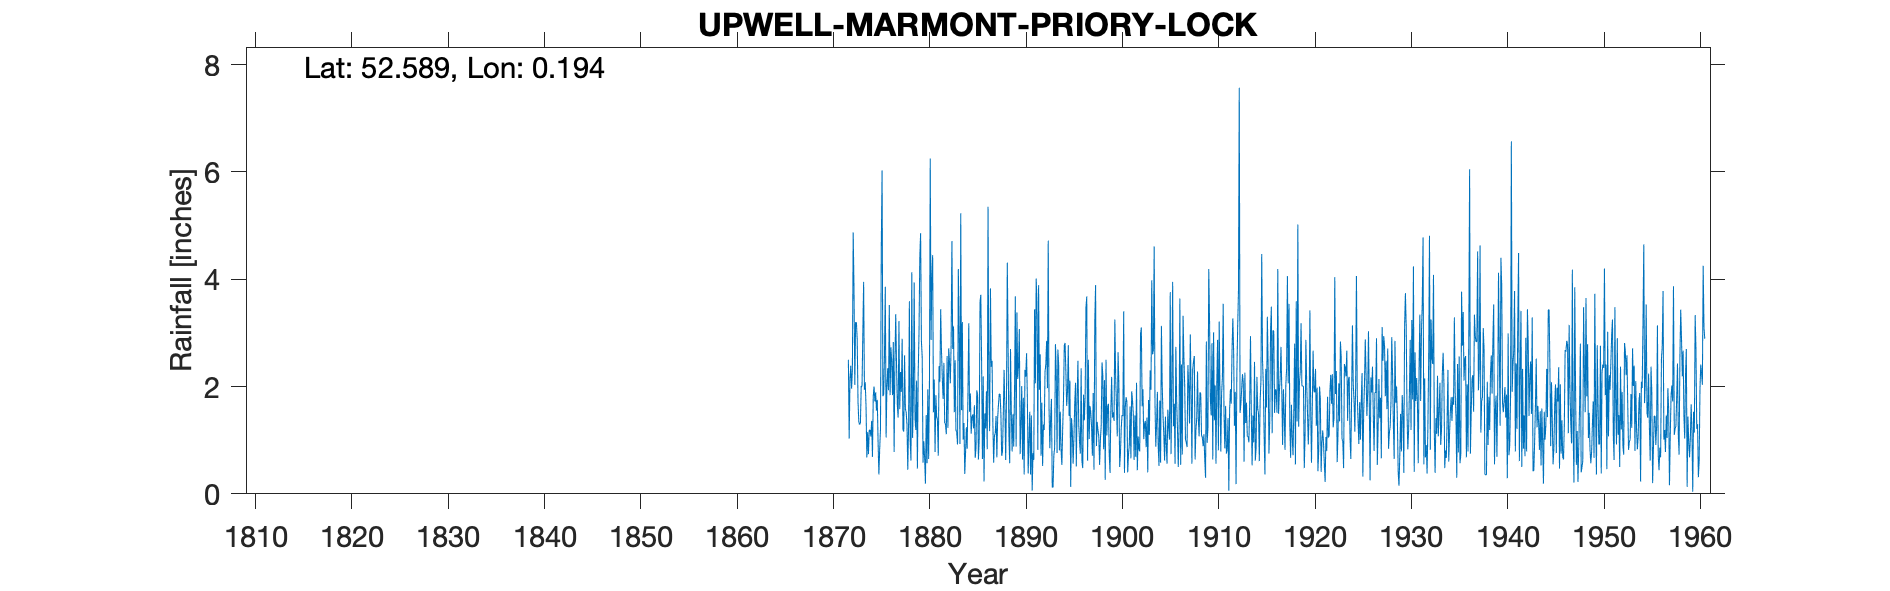 UPWELL-MARMONT-PRIORY-LOCK
Lat: 52.589, Lon: 0.194
8
6
4
2
0
Rainfall [inches]
1810 1820 1830 1840 1850 1860 1870 1880 1890 1900 1910 1920 1930 1940 1950 1960
Year